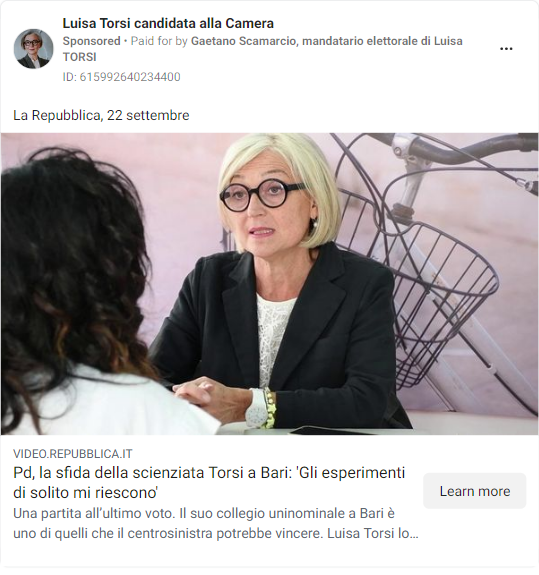 Luisa Torsi candidata alla Camera
Sponsored • Paid for by Gaetano Scamarcio, mandatario elettorale di Luisa
TORSI
ID: 615992640234400
La Repubblica, 22 settembre
VIDEO.REPUBBLICA.IT
Pd, la sfida della scienziata Torsi a Bari: 'Gli esperimenti
di solito mi riescono'
Learn more
Una partita all’ultimo voto. Il suo collegio uninominale a Bari è
uno di quelli che il centrosinistra potrebbe vincere. Luisa Torsi lo…